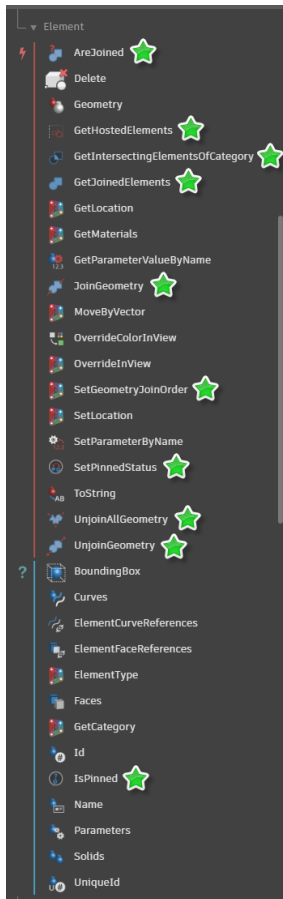 Element
AreJoined
Delete
Geometry
GetHostedElements
GetIntersectingElementsOfCategory
GetJoinedElements
GetLocation
GetMaterials
GetParameterValueByName
JoinGeometry
MoveByVector
OverrideColorInView
OverrideInView
SetGeometryJoinOrder
SetLocation
SetParameterByName
SetPinnedStatus
ToString
UnjoinAllGeometry
UnjoinGeometry
? BoundingBox
Curves
ElementCurveReferences
ElementFaceReferences
ElementType
Faces
GetCategory
# Id
IsPinned
Name
Parameters
Solids
U# UniqueId